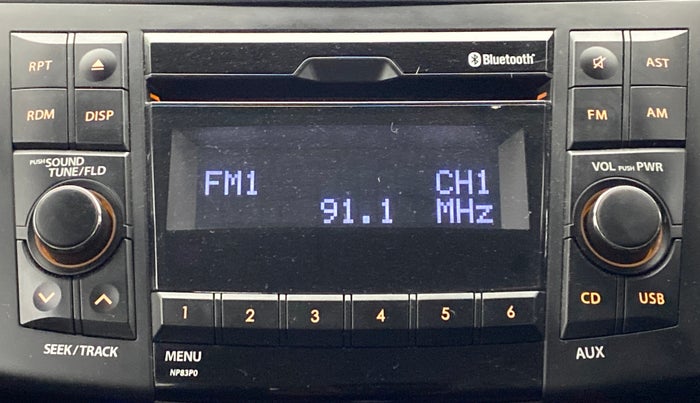 RPT
Bluetooth
AST
RDM DISP
FM AM
PUSH SOUND
TUNE/FLD
VOL PUSH PWR
FM1 CH1
91.1 MHz
CD USB
1 2 3 4 5 6
SEEK/TRACK
MENU
AUX
NP83P0